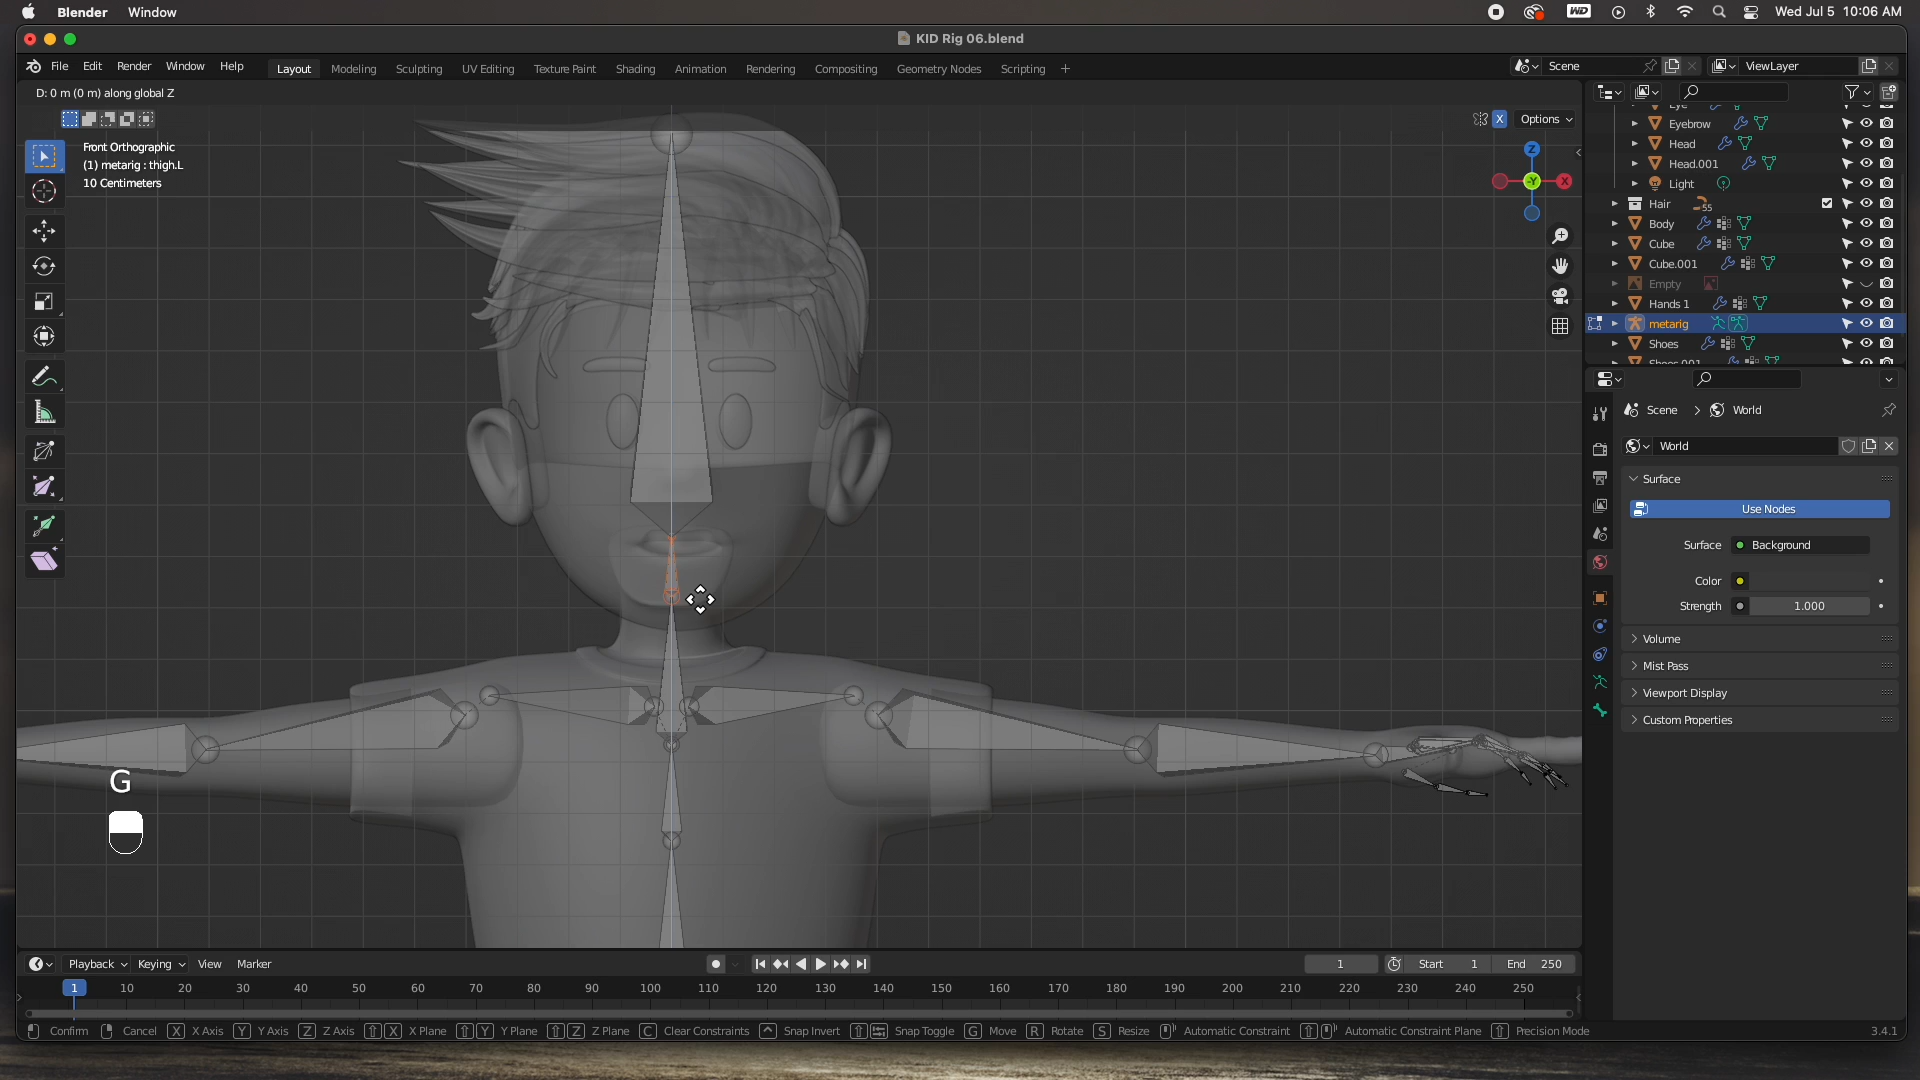 Blender Window
WD Wed Jul 5 10:06 AM
KID Rig 06.blend
File Edit Render Window Help Layout Modeling Sculpting UV Editing Texture Paint Shading Animation Rendering Compositing Geometry Nodes Scripting + Scene ViewLayer
D: 0 m (0 m) along global Z
X Options
Front Orthographic
(1) metarig : thigh.L
10 Centimeters
Z
-Y X
Eye
Eyebrow
Head
Head.001
Light
Hair 55
Body
Cube
Cube.001
Empty
Hands 1
metarig
Shoes
Shoes.001
Scene > World
World
Surface
Use Nodes
Surface Background
Color
Strength 1.000
Volume
Mist Pass
Viewport Display
Custom Properties
G
Playback Keying View Marker 1 Start 1 End 250
1 10 20 30 40 50 60 70 80 90 100 110 120 130 140 150 160 170 180 190 200 210 220 230 240 250
Confirm Cancel X X Axis Y Y Axis Z Z Axis X X Plane Y Y Plane Z Z Plane C Clear Constraints Snap Invert Snap Toggle G Move R Rotate S Resize Automatic Constraint Automatic Constraint Plane Precision Mode 3.4.1